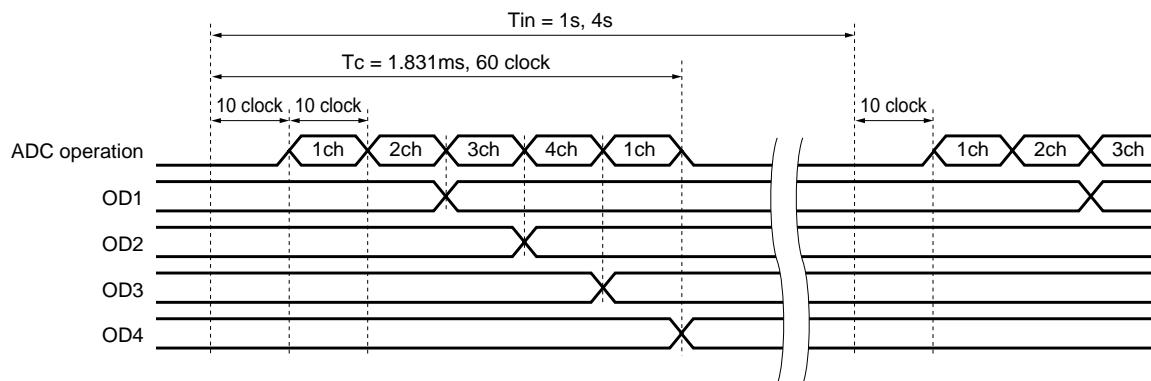 Tin = 1s, 4s
Tc = 1.831ms, 60 clock
10 clock 10 clock 10 clock
ADC operation 1ch 2ch 3ch 4ch 1ch 1ch 2ch 3ch
OD1
OD2
OD3
OD4